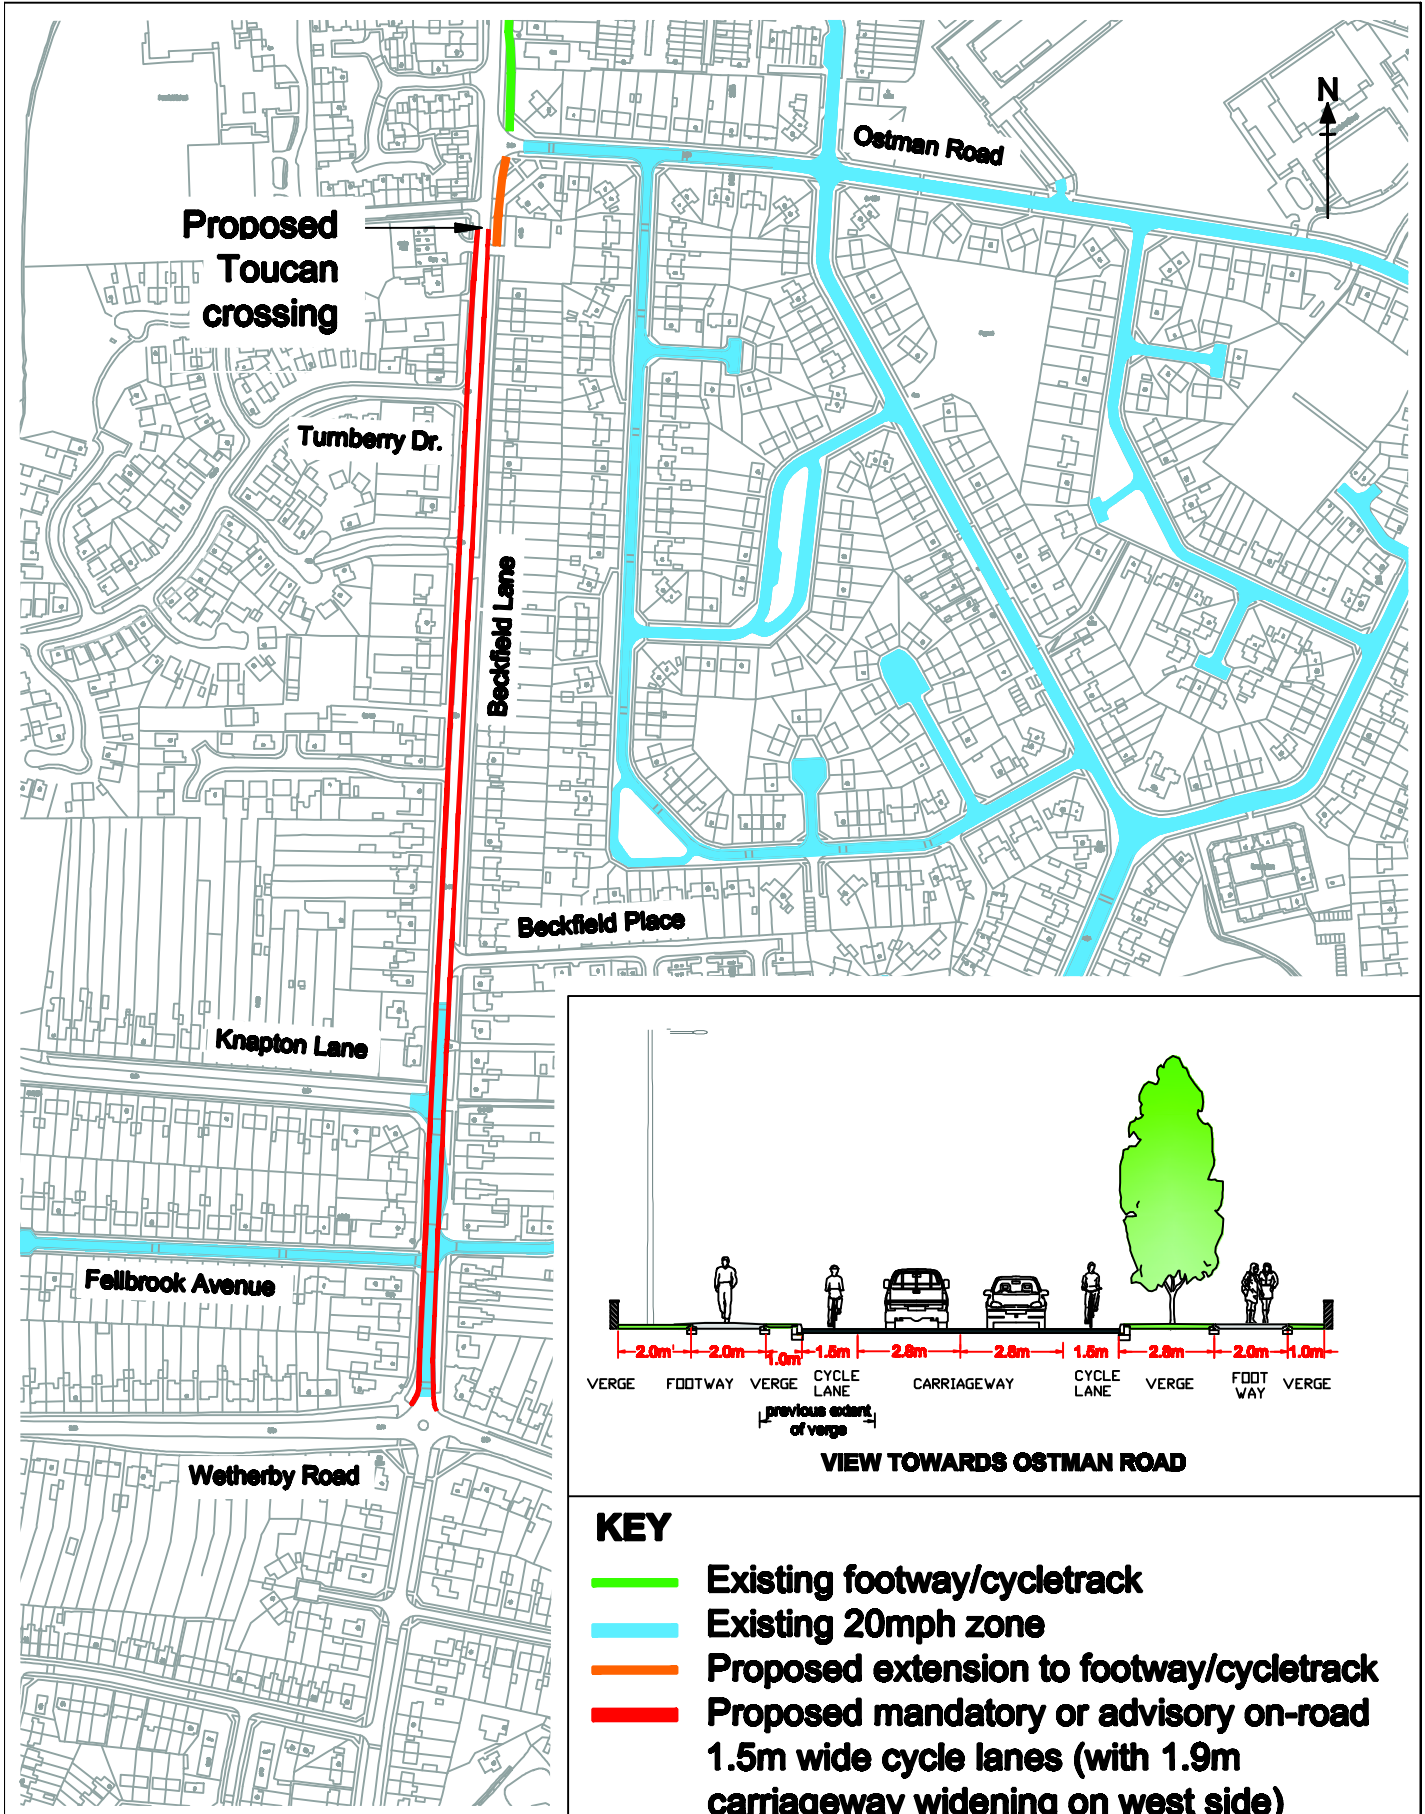 N
Ostman Road
Proposed
Toucan
crossing
Turnberry Dr.
Beckfield Lane
Beckfield Place
Knapton Lane
Fellbrook Avenue
Wetherby Road
2.0m
2.0m
1.0m
1.5m
2.8m
2.8m
1.5m
2.8m
2.0m
1.0m
VERGE
FOOTWAY
VERGE
CYCLE
LANE
CARRIAGEWAY
CYCLE
LANE
VERGE
FOOT
WAY
VERGE
previous extent
of verge
VIEW TOWARDS OSTMAN ROAD
KEY
Existing footway/cycletrack
Existing 20mph zone
Proposed extension to footway/cycletrack
Proposed mandatory or advisory on-road
1.5m wide cycle lanes (with 1.9m
carriageway widening on west side)